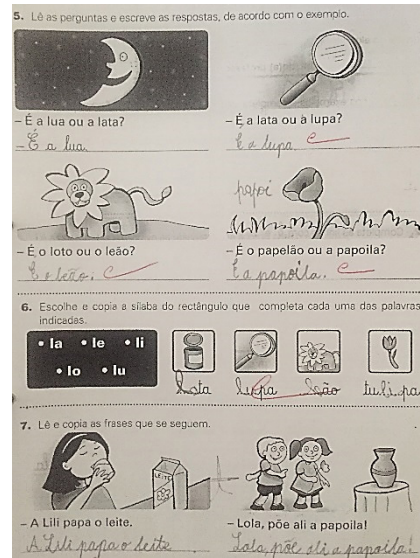 5. Lê as perguntas e escreve as respostas, de acordo com o exemplo.
– É a lua ou a lata?
– É a lata ou a lupa?
– É a lua.
É a lupa.
papoi
– É o loto ou o leão?
– É o papelão ou a papoila?
É o leão.
É a papoila.
6. Escolhe e copia a sílaba do rectângulo que completa cada uma das palavras
indicadas.
• la • le • li
• lo • lu
lata lupa leão tulipa
7. Lê e copia as frases que se seguem.
LEITE
– A Lili papa o leite.
– Lola, põe ali a papoila!
A Lili papa o leite
Lola, põe ali a papoila!